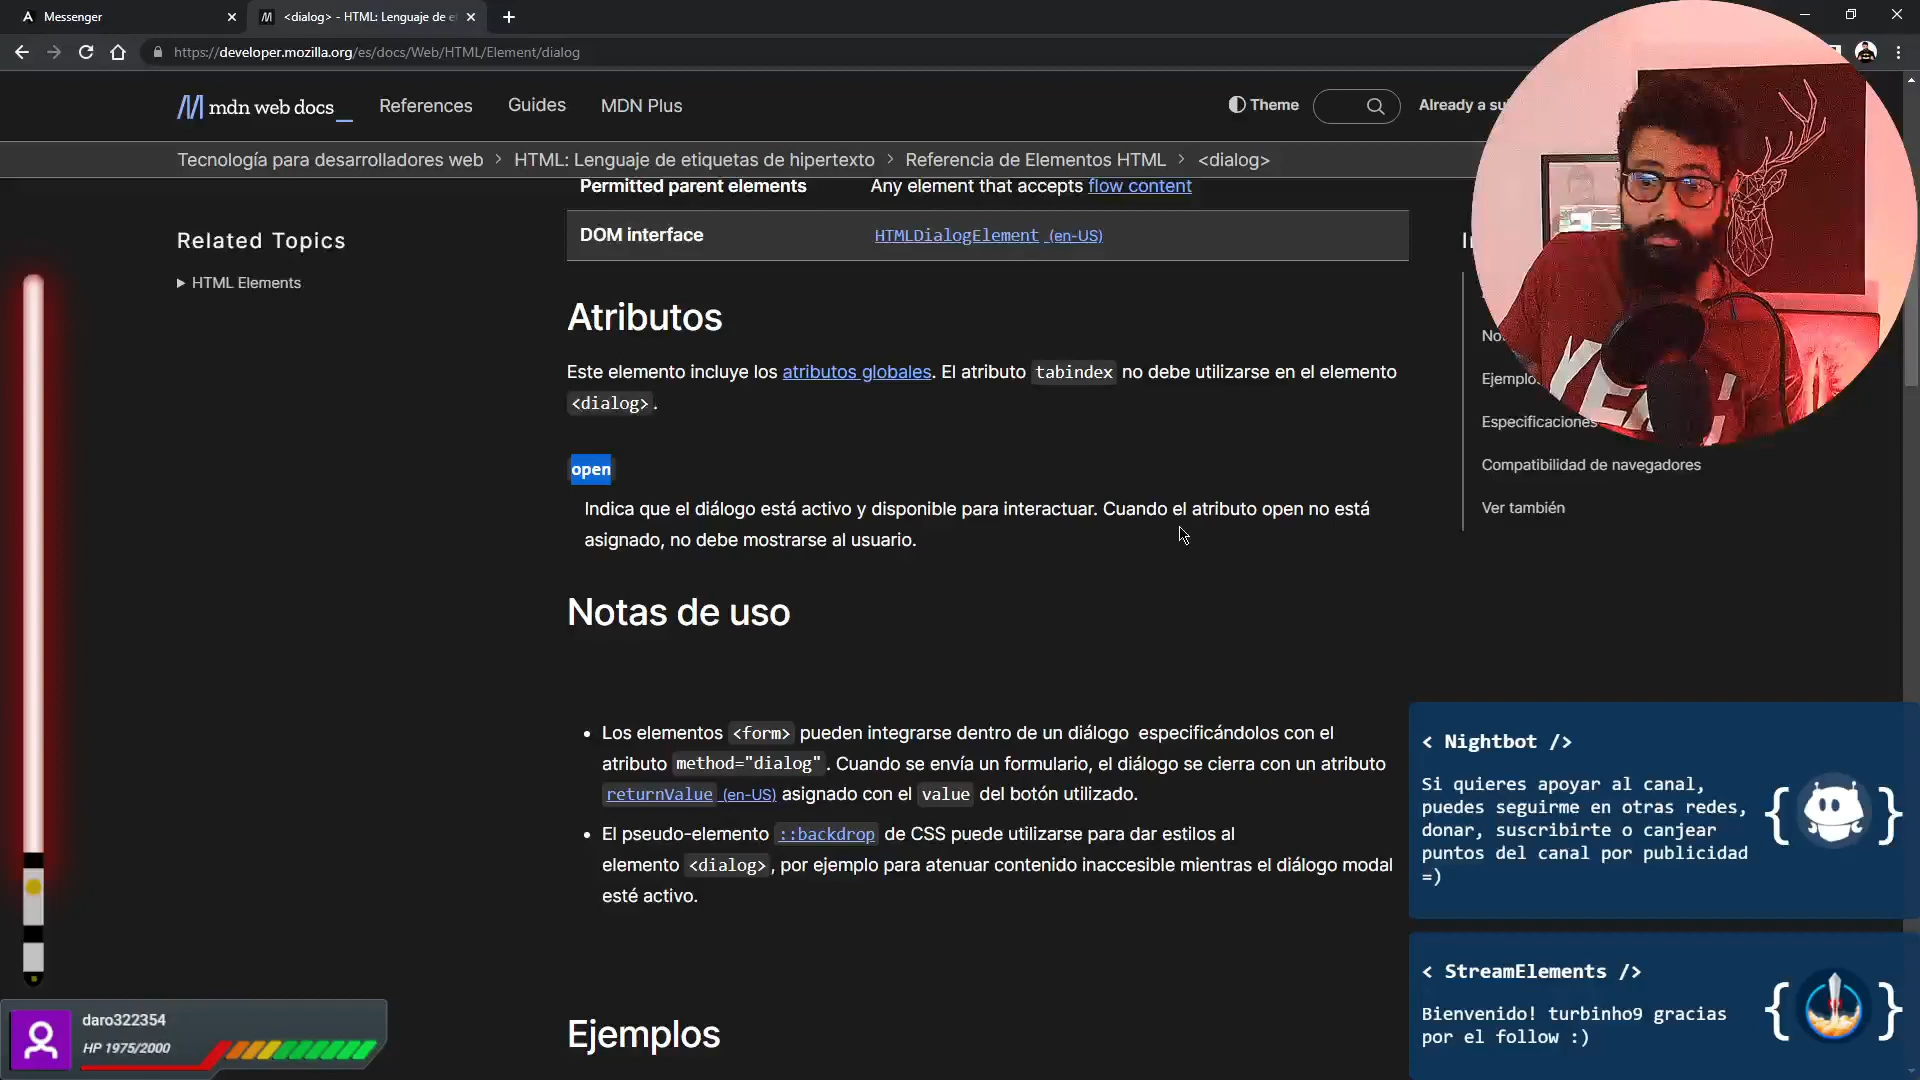 Messenger
<dialog> - HTML: Lenguaje de e
https://developer.mozilla.org/es/docs/Web/HTML/Element/dialog
mdn web docs_
References
Guides
MDN Plus
Theme
Already a su
Tecnología para desarrolladores web > HTML: Lenguaje de etiquetas de hipertexto > Referencia de Elementos HTML > <dialog>
Permitted parent elements
Any element that accepts flow content
DOM interface
HTMLDialogElement (en-US)
Related Topics
HTML Elements
Atributos
Este elemento incluye los atributos globales. El atributo tabindex no debe utilizarse en el elemento
<dialog>.
open
Indica que el diálogo está activo y disponible para interactuar. Cuando el atributo open no está
asignado, no debe mostrarse al usuario.
Notas de uso
Los elementos <form> pueden integrarse dentro de un diálogo especificándolos con el
atributo method="dialog". Cuando se envía un formulario, el diálogo se cierra con un atributo
returnValue (en-US) asignado con el value del botón utilizado.
El pseudo-elemento ::backdrop de CSS puede utilizarse para dar estilos al
elemento <dialog>, por ejemplo para atenuar contenido inaccesible mientras el diálogo modal
esté activo.
Ejemplos
Ejemplo
Especificaciones
Compatibilidad de navegadores
Ver también
< Nightbot />
Si quieres apoyar al canal,
puedes seguirme en otras redes,
donar, suscribirte o canjear
puntos del canal por publicidad
=)
< StreamElements />
Bienvenido! turbinho9 gracias
por el follow :)
daro322354
HP 1975/2000